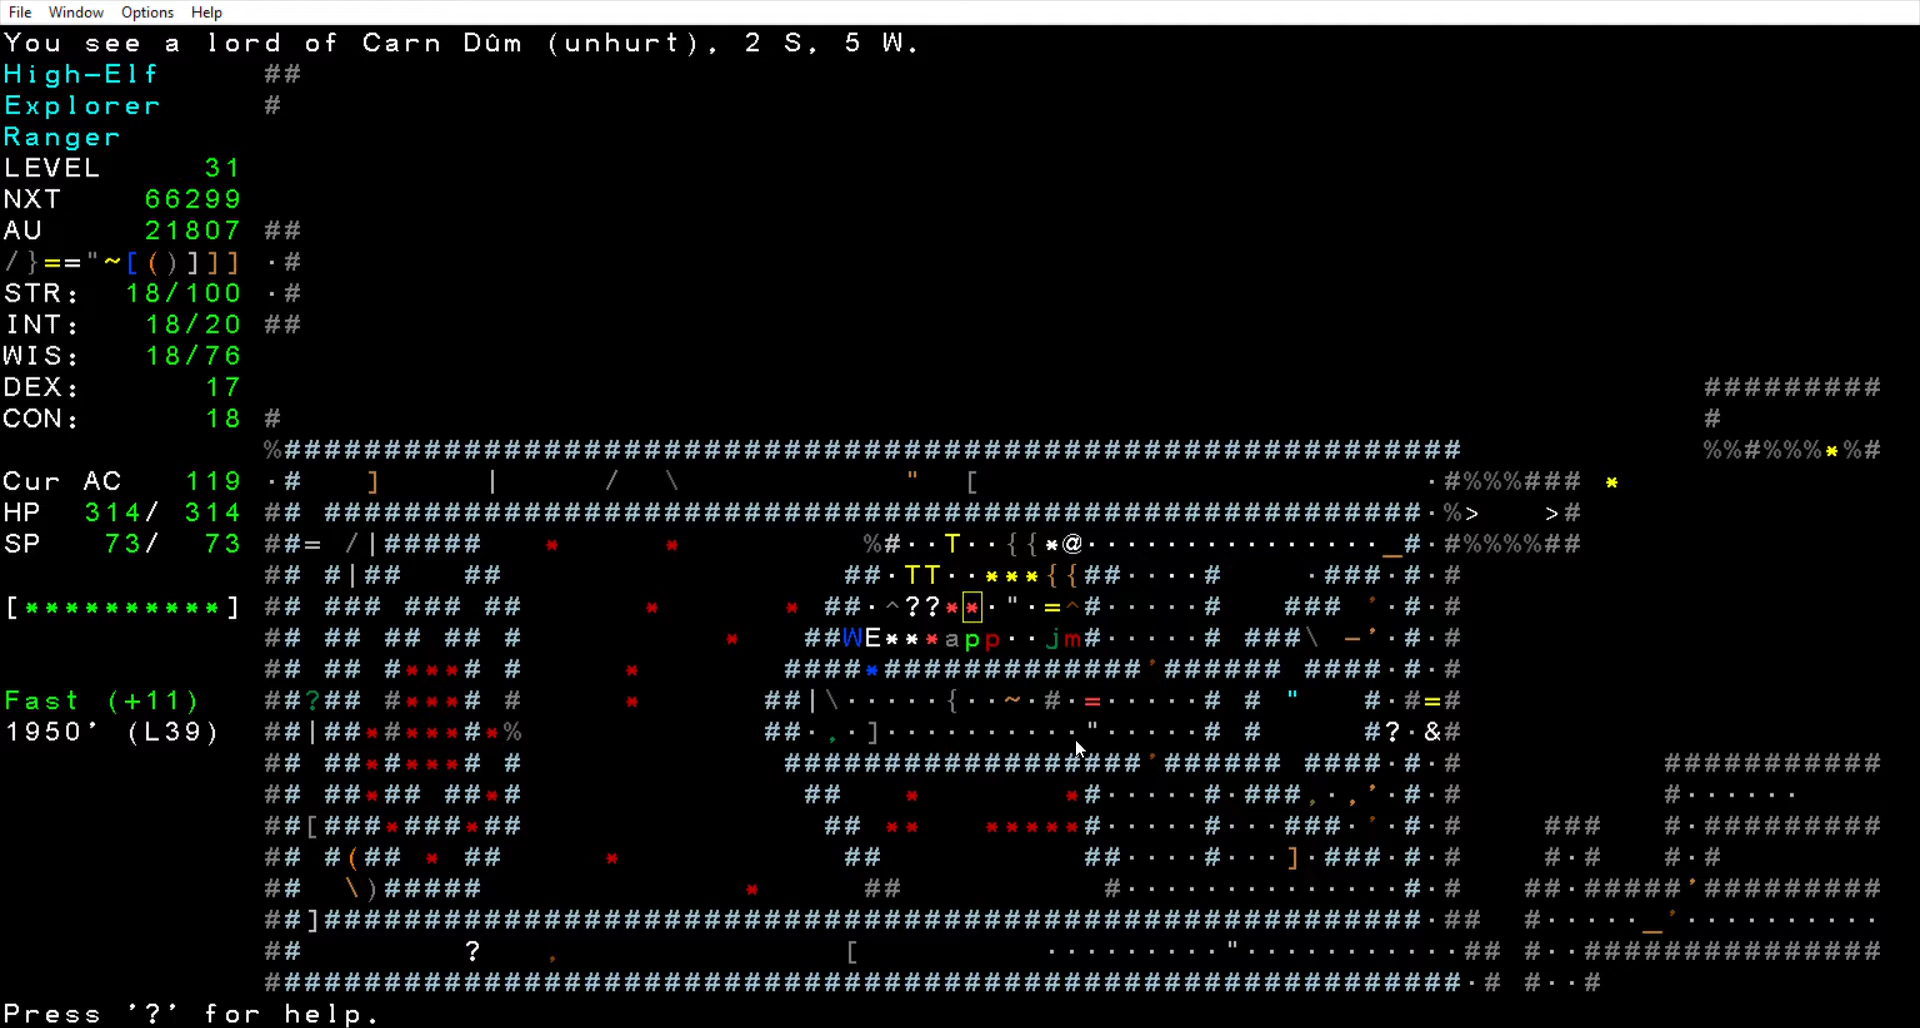 File Window Options Help
You see a lord of Carn Dûm (unhurt), 2 S, 5 W.
High-Elf
Explorer
Ranger
LEVEL 31
NXT 66299
AU 21807
/}=="~[()]]]
STR: 18/100
INT: 18/20
WIS: 18/76
DEX: 17
CON: 18
Cur AC 119
HP 314/ 314
SP 73/ 73
[**********]
Fast (+11)
1950' (L39)
Press '?' for help.